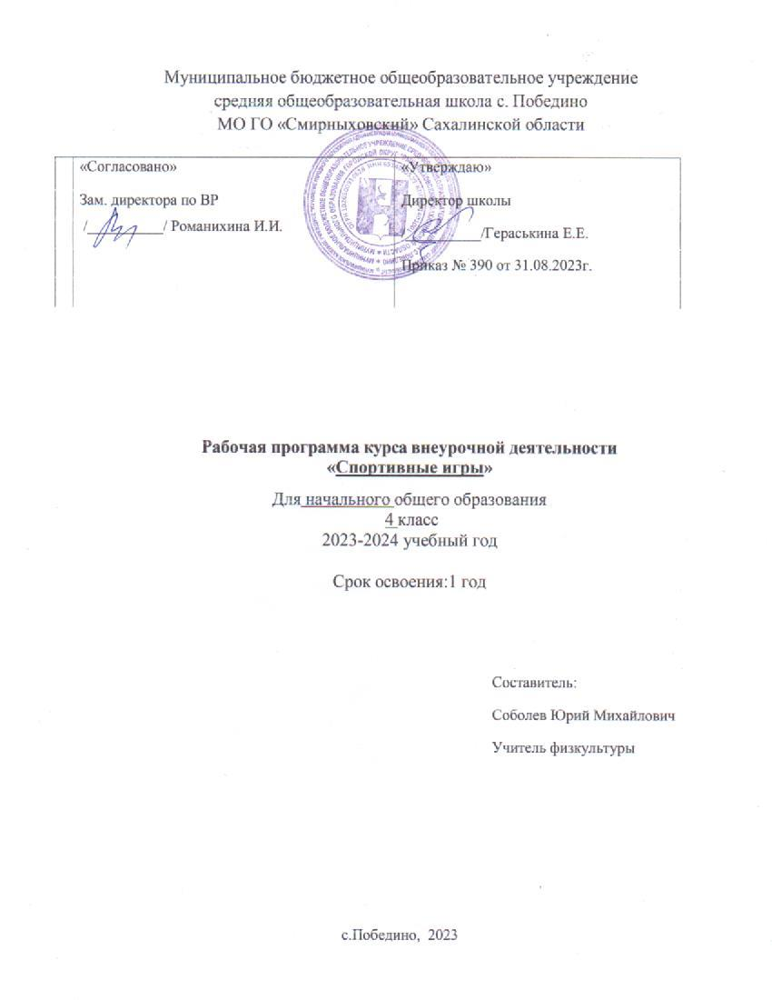 Муниципальное бюджетное общеобразовательное учреждение
средняя общеобразовательная школа с. Победино
МО ГО «Смирныховский» Сахалинской области
«Согласовано»
Зам. директора по ВР
/__________/ Романихина И.И.
«Утверждаю»
Директор школы
/__________/Гераськина Е.Е.
Приказ № 390 от 31.08.2023г.
Рабочая программа курса внеурочной деятельности
«Спортивные игры»
Для начального общего образования
4 класс
2023-2024 учебный год
Срок освоения:1 год
Составитель:
Соболев Юрий Михайлович
Учитель физкультуры
с.Победино, 2023